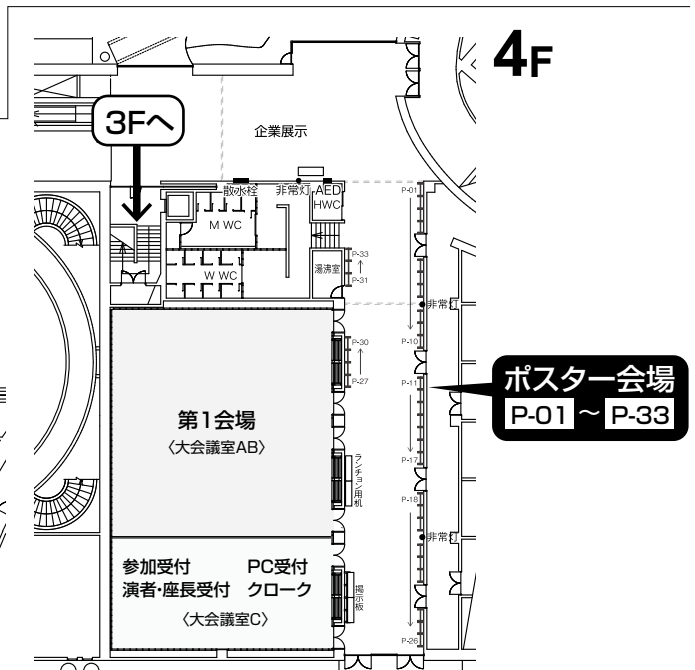 4F
3Fへ
企業展示
散水栓
非常灯
AED
HWC
P-01
M WC
W WC
湯沸室
P-33
P-31
非常灯
P-30
P-10
P-27
P-11
ポスター会場
P-01 ～ P-33
第1会場
〈大会議室AB〉
P-17
ランチョン用机
P-18
非常灯
参加受付 PC受付
演者・座長受付 クローク
〈大会議室C〉
掲示板
P-26